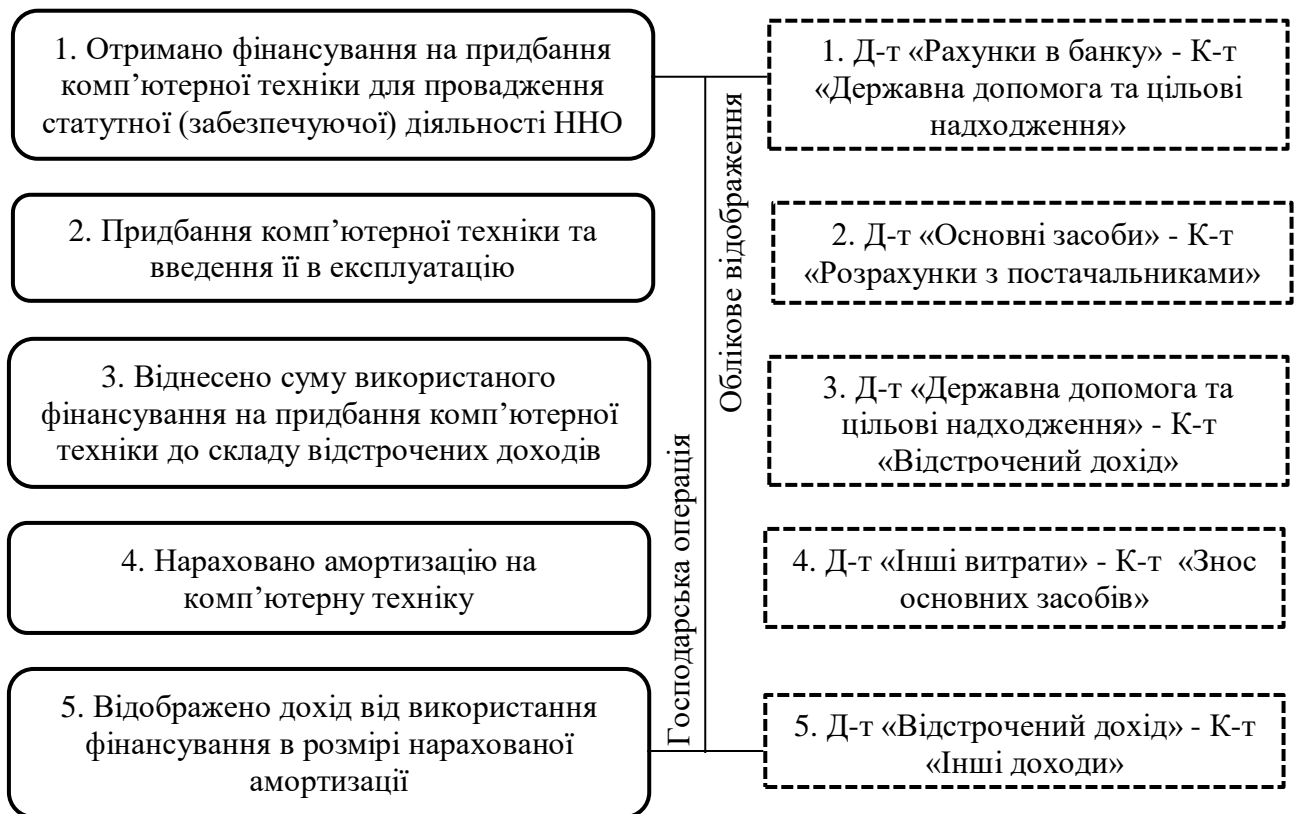 1. Отримано фінансування на придбання
комп’ютерної техніки для провадження
статутної (забезпечуючої) діяльності ННО
1. Д-т «Рахунки в банку» - К-т
«Державна допомога та цільові
надходження»
2. Придбання комп’ютерної техніки та
введення її в експлуатацію
2. Д-т «Основні засоби» - К-т
«Розрахунки з постачальниками»
3. Віднесено суму використаного
фінансування на придбання комп’ютерної
техніки до складу відстрочених доходів
3. Д-т «Державна допомога та
цільові надходження» - К-т
«Відстрочений дохід»
4. Нараховано амортизацію на
комп’ютерну техніку
4. Д-т «Інші витрати» - К-т «Знос
основних засобів»
5. Відображено дохід від використання
фінансування в розмірі нарахованої
амортизації
5. Д-т «Відстрочений дохід» - К-т
«Інші доходи»
Господарська операція
Облікове відображення